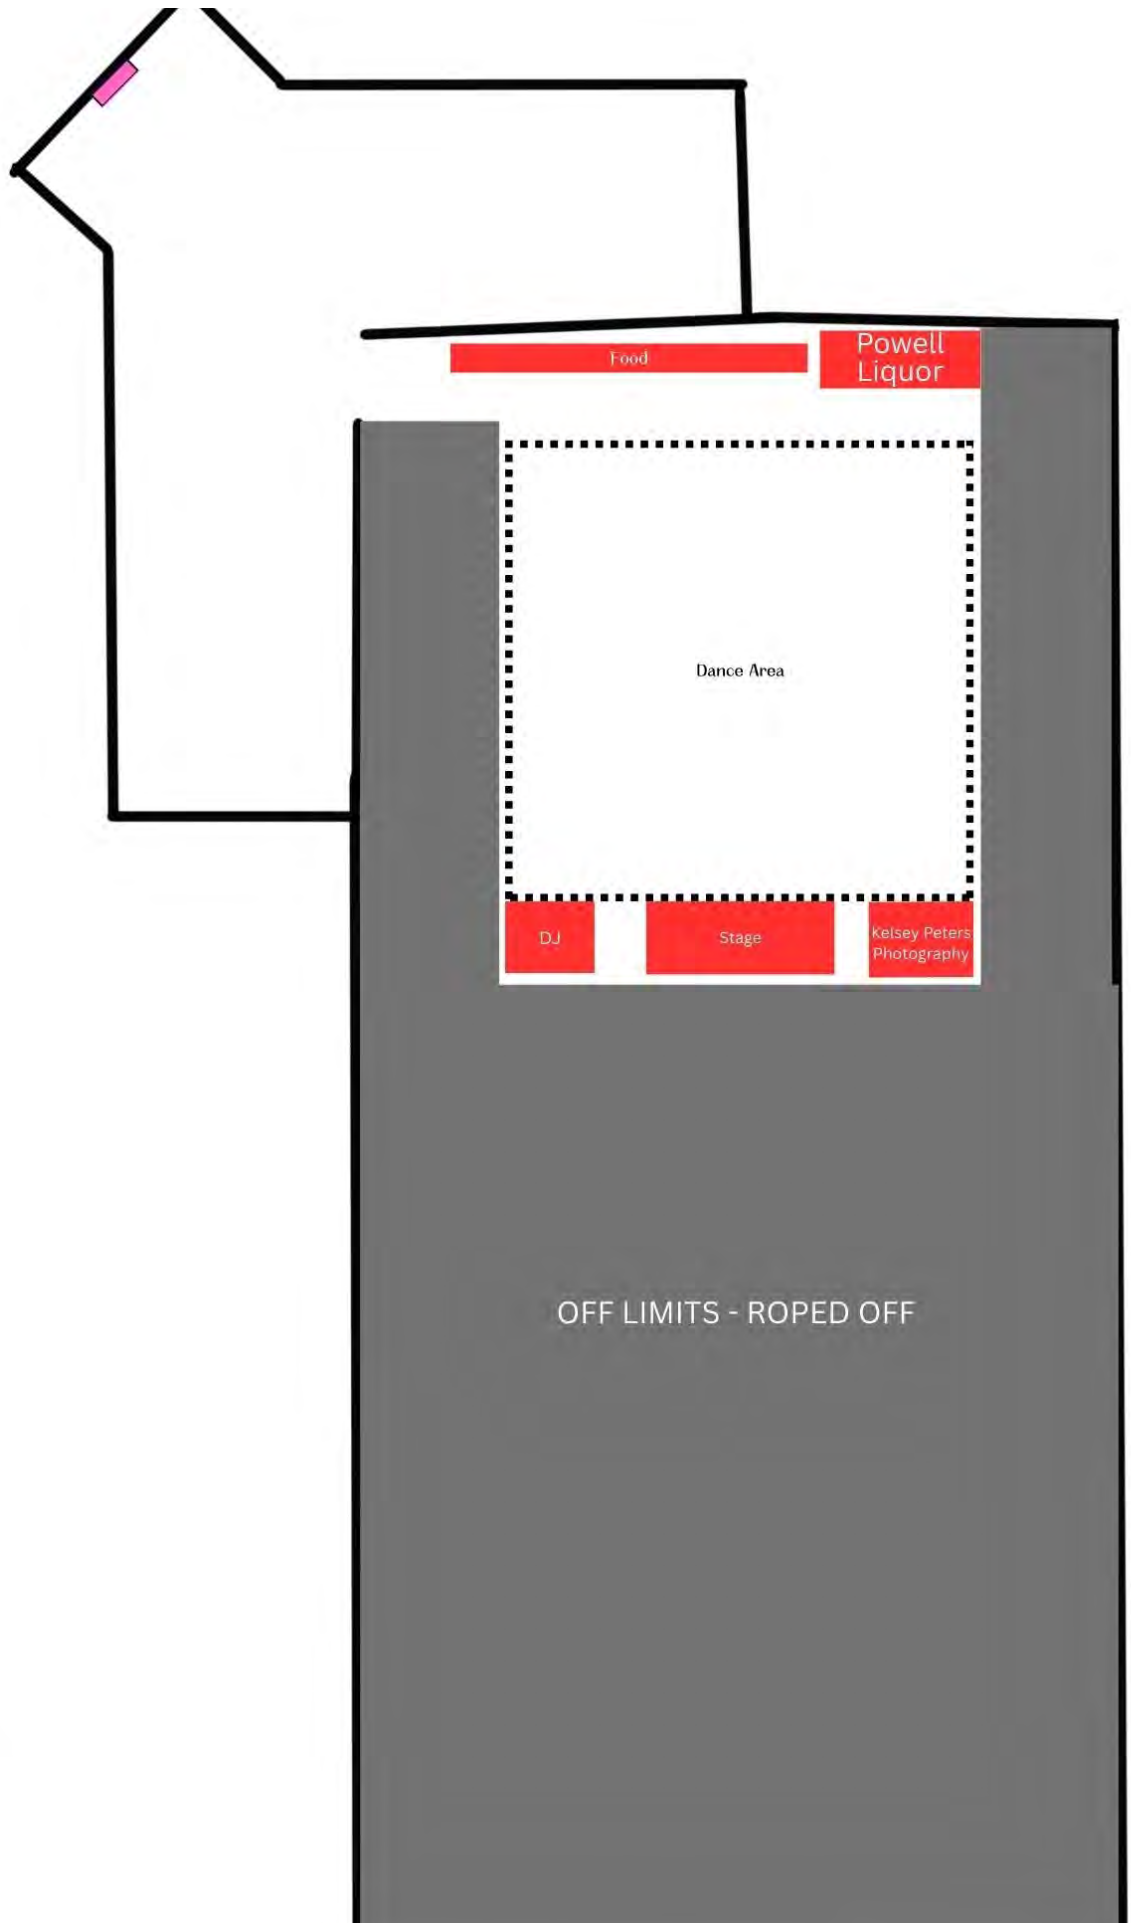 Food
Powell
Liquor
Dance Area
DJ
Stage
Kelsey Peters
Photography
OFF LIMITS - ROPED OFF